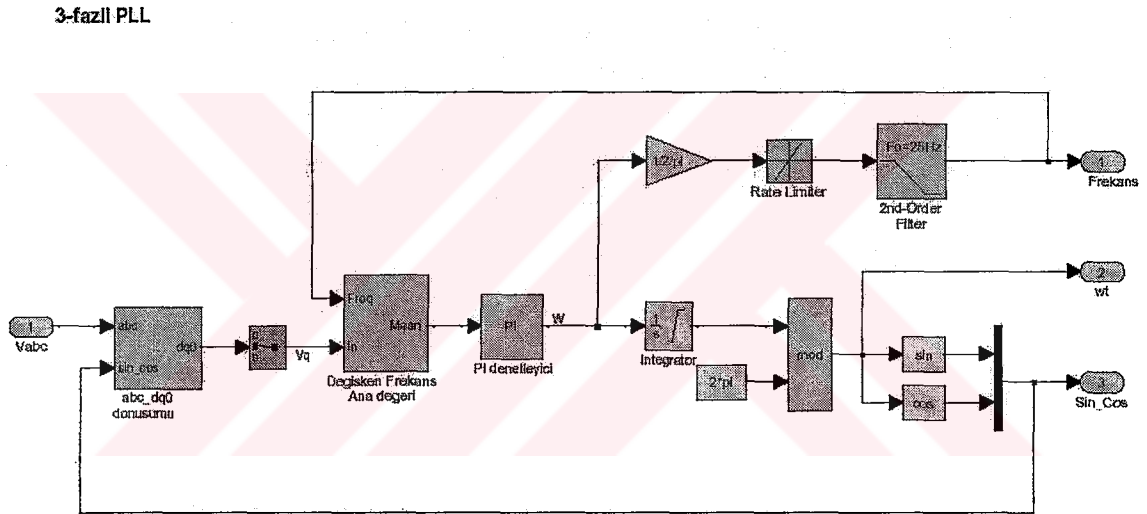 3-fazlı PLL
1/2*pi
Rate Limiter
Fo=25Hz
2nd-Order
Filter
1
Frekans
1
Vabc
abc
sin_cos
dq0
abc_dq0
donusumu
Vq
Freq
In
Mean
Degisken Frekans
Ana degeri
PI
PI denetleyici
W
1
s
Integrator
2*pi
mod
sin
cos
2
wt
3
Sin_Cos